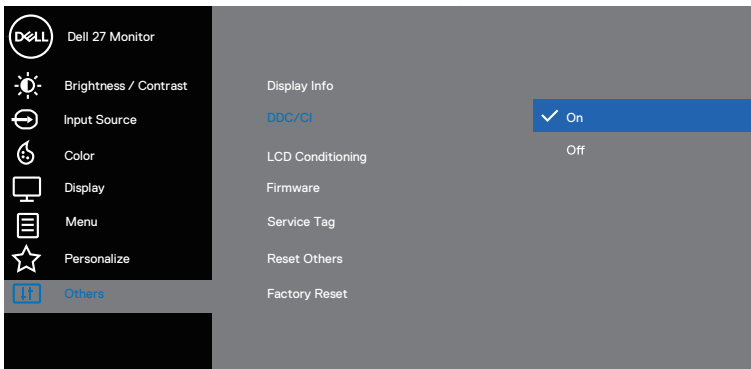 DELL
Dell 27 Monitor
Brightness / Contrast
Input Source
Color
Display
Menu
Personalize
Others
Display Info
DDC/CI
LCD Conditioning
Firmware
Service Tag
Reset Others
Factory Reset
On
Off